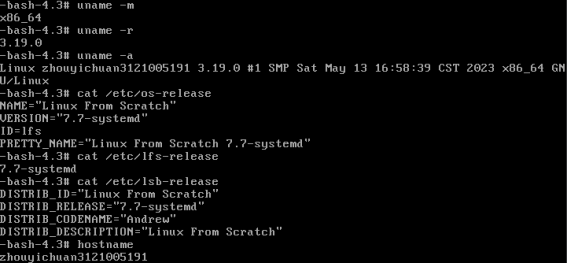 -bash-4.3# uname -m
x86_64
-bash-4.3# uname -r
3.19.0
-bash-4.3# uname -a
Linux zhouyichuan3121005191 3.19.0 #1 SMP Sat May 13 16:58:39 CST 2023 x86_64 GN
U/Linux
-bash-4.3# cat /etc/os-release
NAME="Linux From Scratch"
VERSION="7.7-systemd"
ID=lfs
PRETTY_NAME="Linux From Scratch 7.7-systemd"
-bash-4.3# cat /etc/lfs-release
7.7-systemd
-bash-4.3# cat /etc/lsb-release
DISTRIB_ID="Linux From Scratch"
DISTRIB_RELEASE="7.7-systemd"
DISTRIB_CODENAME="Andrew"
DISTRIB_DESCRIPTION="Linux From Scratch"
-bash-4.3# hostname
zhouyichuan3121005191